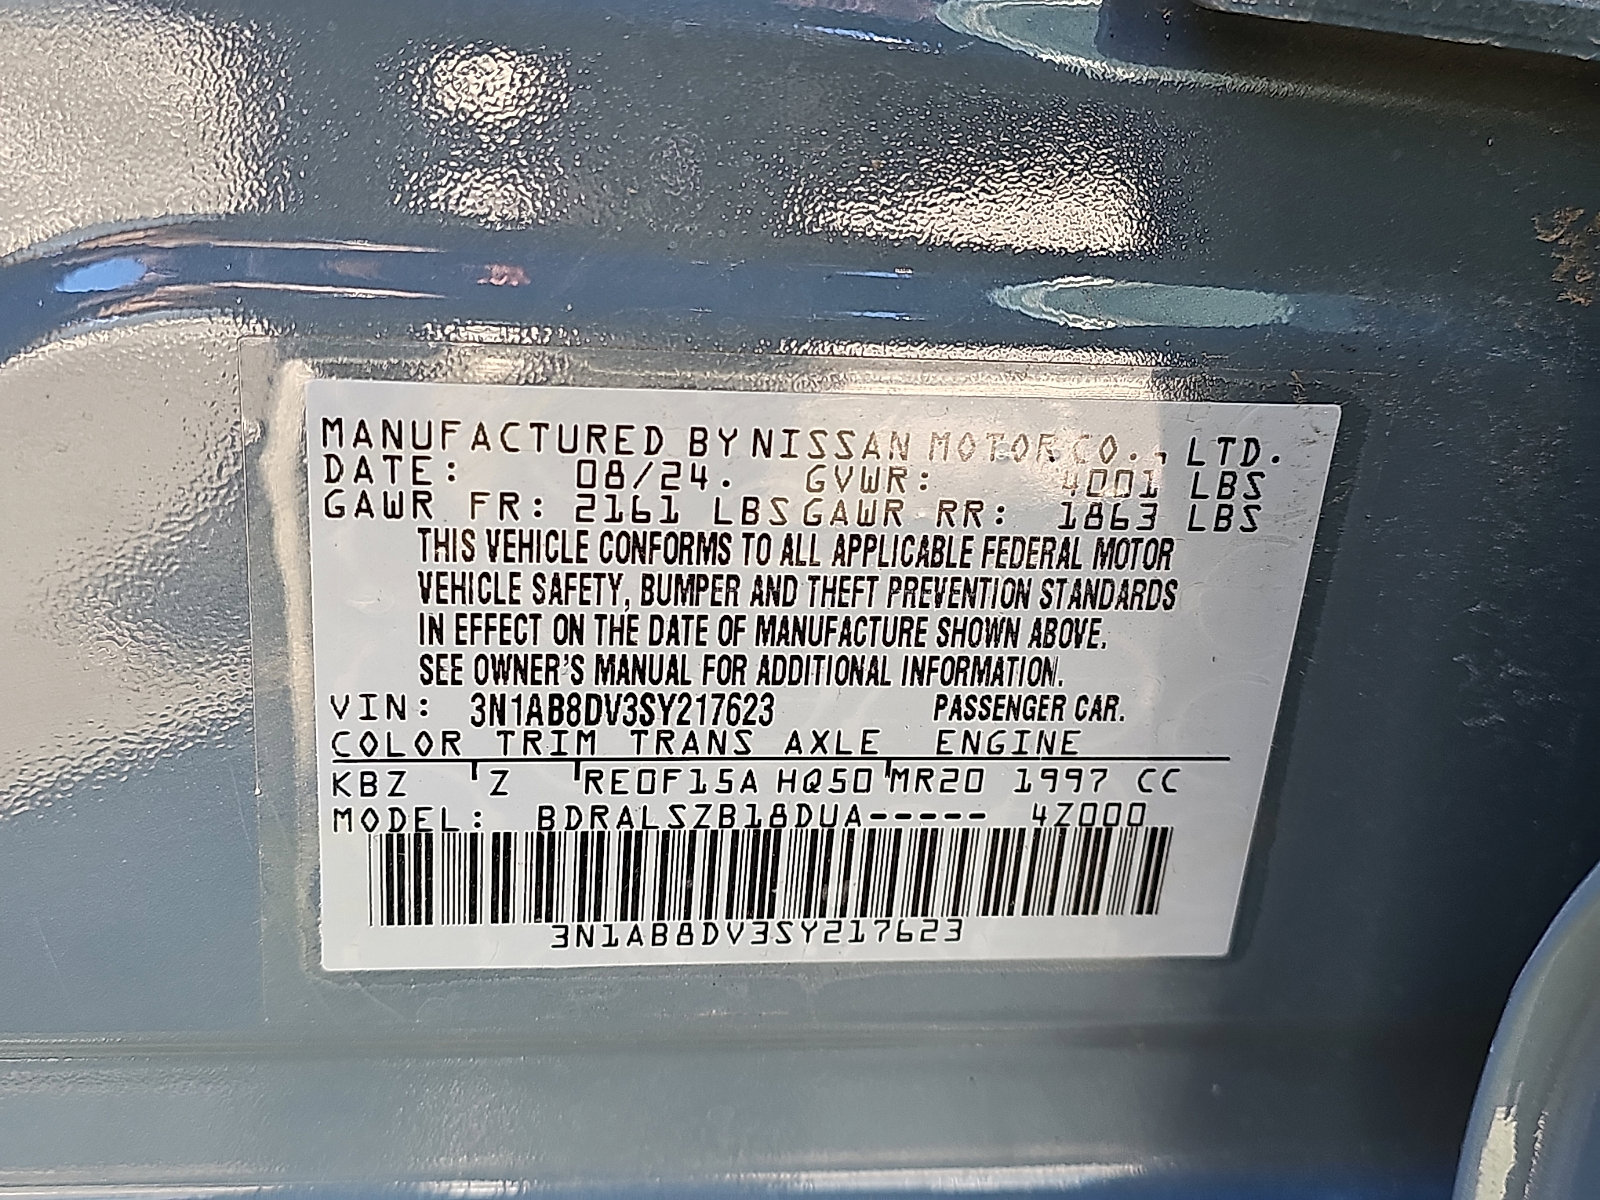 MANUFACTURED BY NISSAN MOTOR CO., LTD.
DATE: 08/24. GVWR: 4001 LBS
GAWR FR: 2161 LBS GAWR RR: 1863 LBS
THIS VEHICLE CONFORMS TO ALL APPLICABLE FEDERAL MOTOR
VEHICLE SAFETY, BUMPER AND THEFT PREVENTION STANDARDS
IN EFFECT ON THE DATE OF MANUFACTURE SHOWN ABOVE.
SEE OWNER'S MANUAL FOR ADDITIONAL INFORMATION.
VIN: 3N1AB8DV3SY217623 PASSENGER CAR.
COLOR TRIM TRANS AXLE ENGINE
KBZ Z RE0F15A HQ50 MR20 1997 CC
MODEL: BDRALSZB18DUA----- 4Z000
3N1AB8DV3SY217623